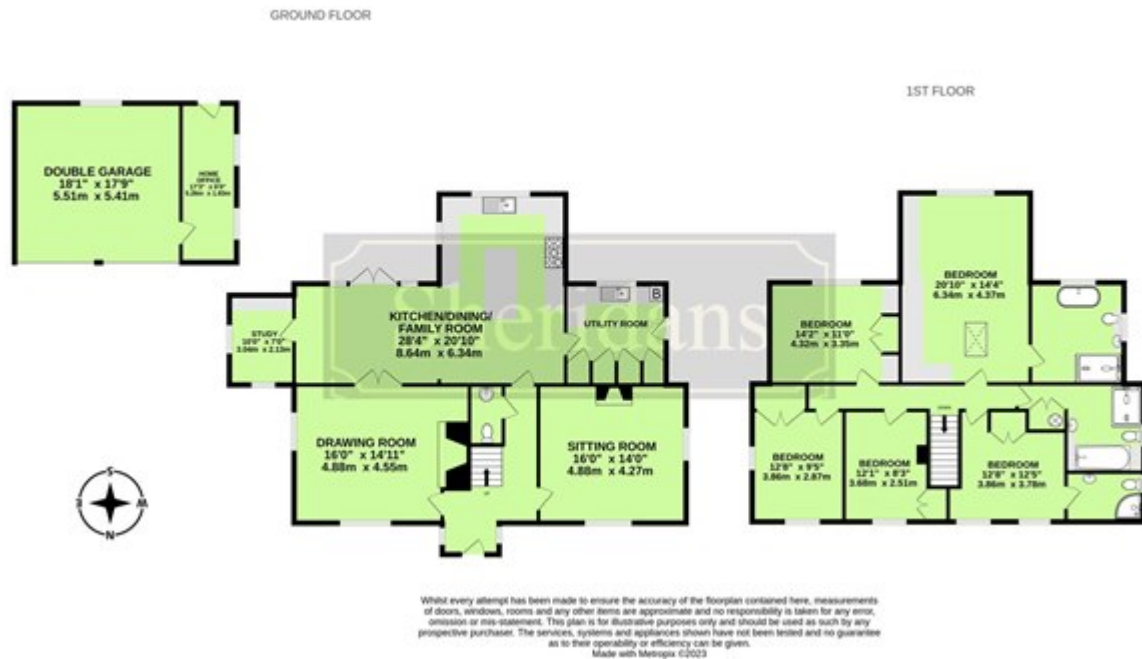 GROUND FLOOR
1ST FLOOR
DOUBLE GARAGE
18'1" x 17'9"
5.51m x 5.41m
HOME
OFFICE
Sheridans
KITCHEN/DINING/
FAMILY ROOM
28'4" x 20'10"
8.64m x 6.34m
UTILITY ROOM
B
STUDY
10'0" x 7'0"
3.04m x 2.13m
DRAWING ROOM
16'0" x 14'11"
4.88m x 4.55m
UP
SITTING ROOM
16'0" x 14'0"
4.88m x 4.27m
BEDROOM
20'10" x 14'4"
6.34m x 4.37m
BEDROOM
14'2" x 11'0"
4.32m x 3.35m
DOWN
BEDROOM
12'8" x 9'5"
3.86m x 2.87m
BEDROOM
12'1" x 8'3"
3.68m x 2.51m
BEDROOM
12'8" x 12'5"
3.86m x 3.78m
S
E
W
N
Whilst every attempt has been made to ensure the accuracy of the floorplan contained here, measurements
of doors, windows, rooms and any other items are approximate and no responsibility is taken for any error,
omission or mis-statement. This plan is for illustrative purposes only and should be used as such by any
prospective purchaser. The services, systems and appliances shown have not been tested and no guarantee
as to their operability or efficiency can be given.
Made with Metropix ©2023